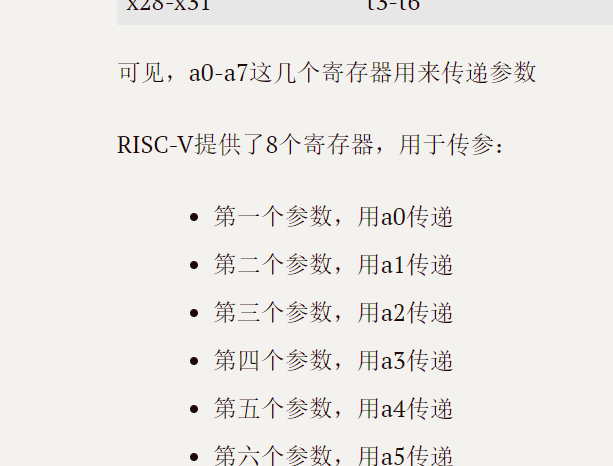 x28-x31 t3-t6
可见，a0-a7这几个寄存器用来传递参数
RISC-V提供了8个寄存器，用于传参：
• 第一个参数，用a0传递
• 第二个参数，用a1传递
• 第三个参数，用a2传递
• 第四个参数，用a3传递
• 第五个参数，用a4传递
• 第六个参数，用a5传递